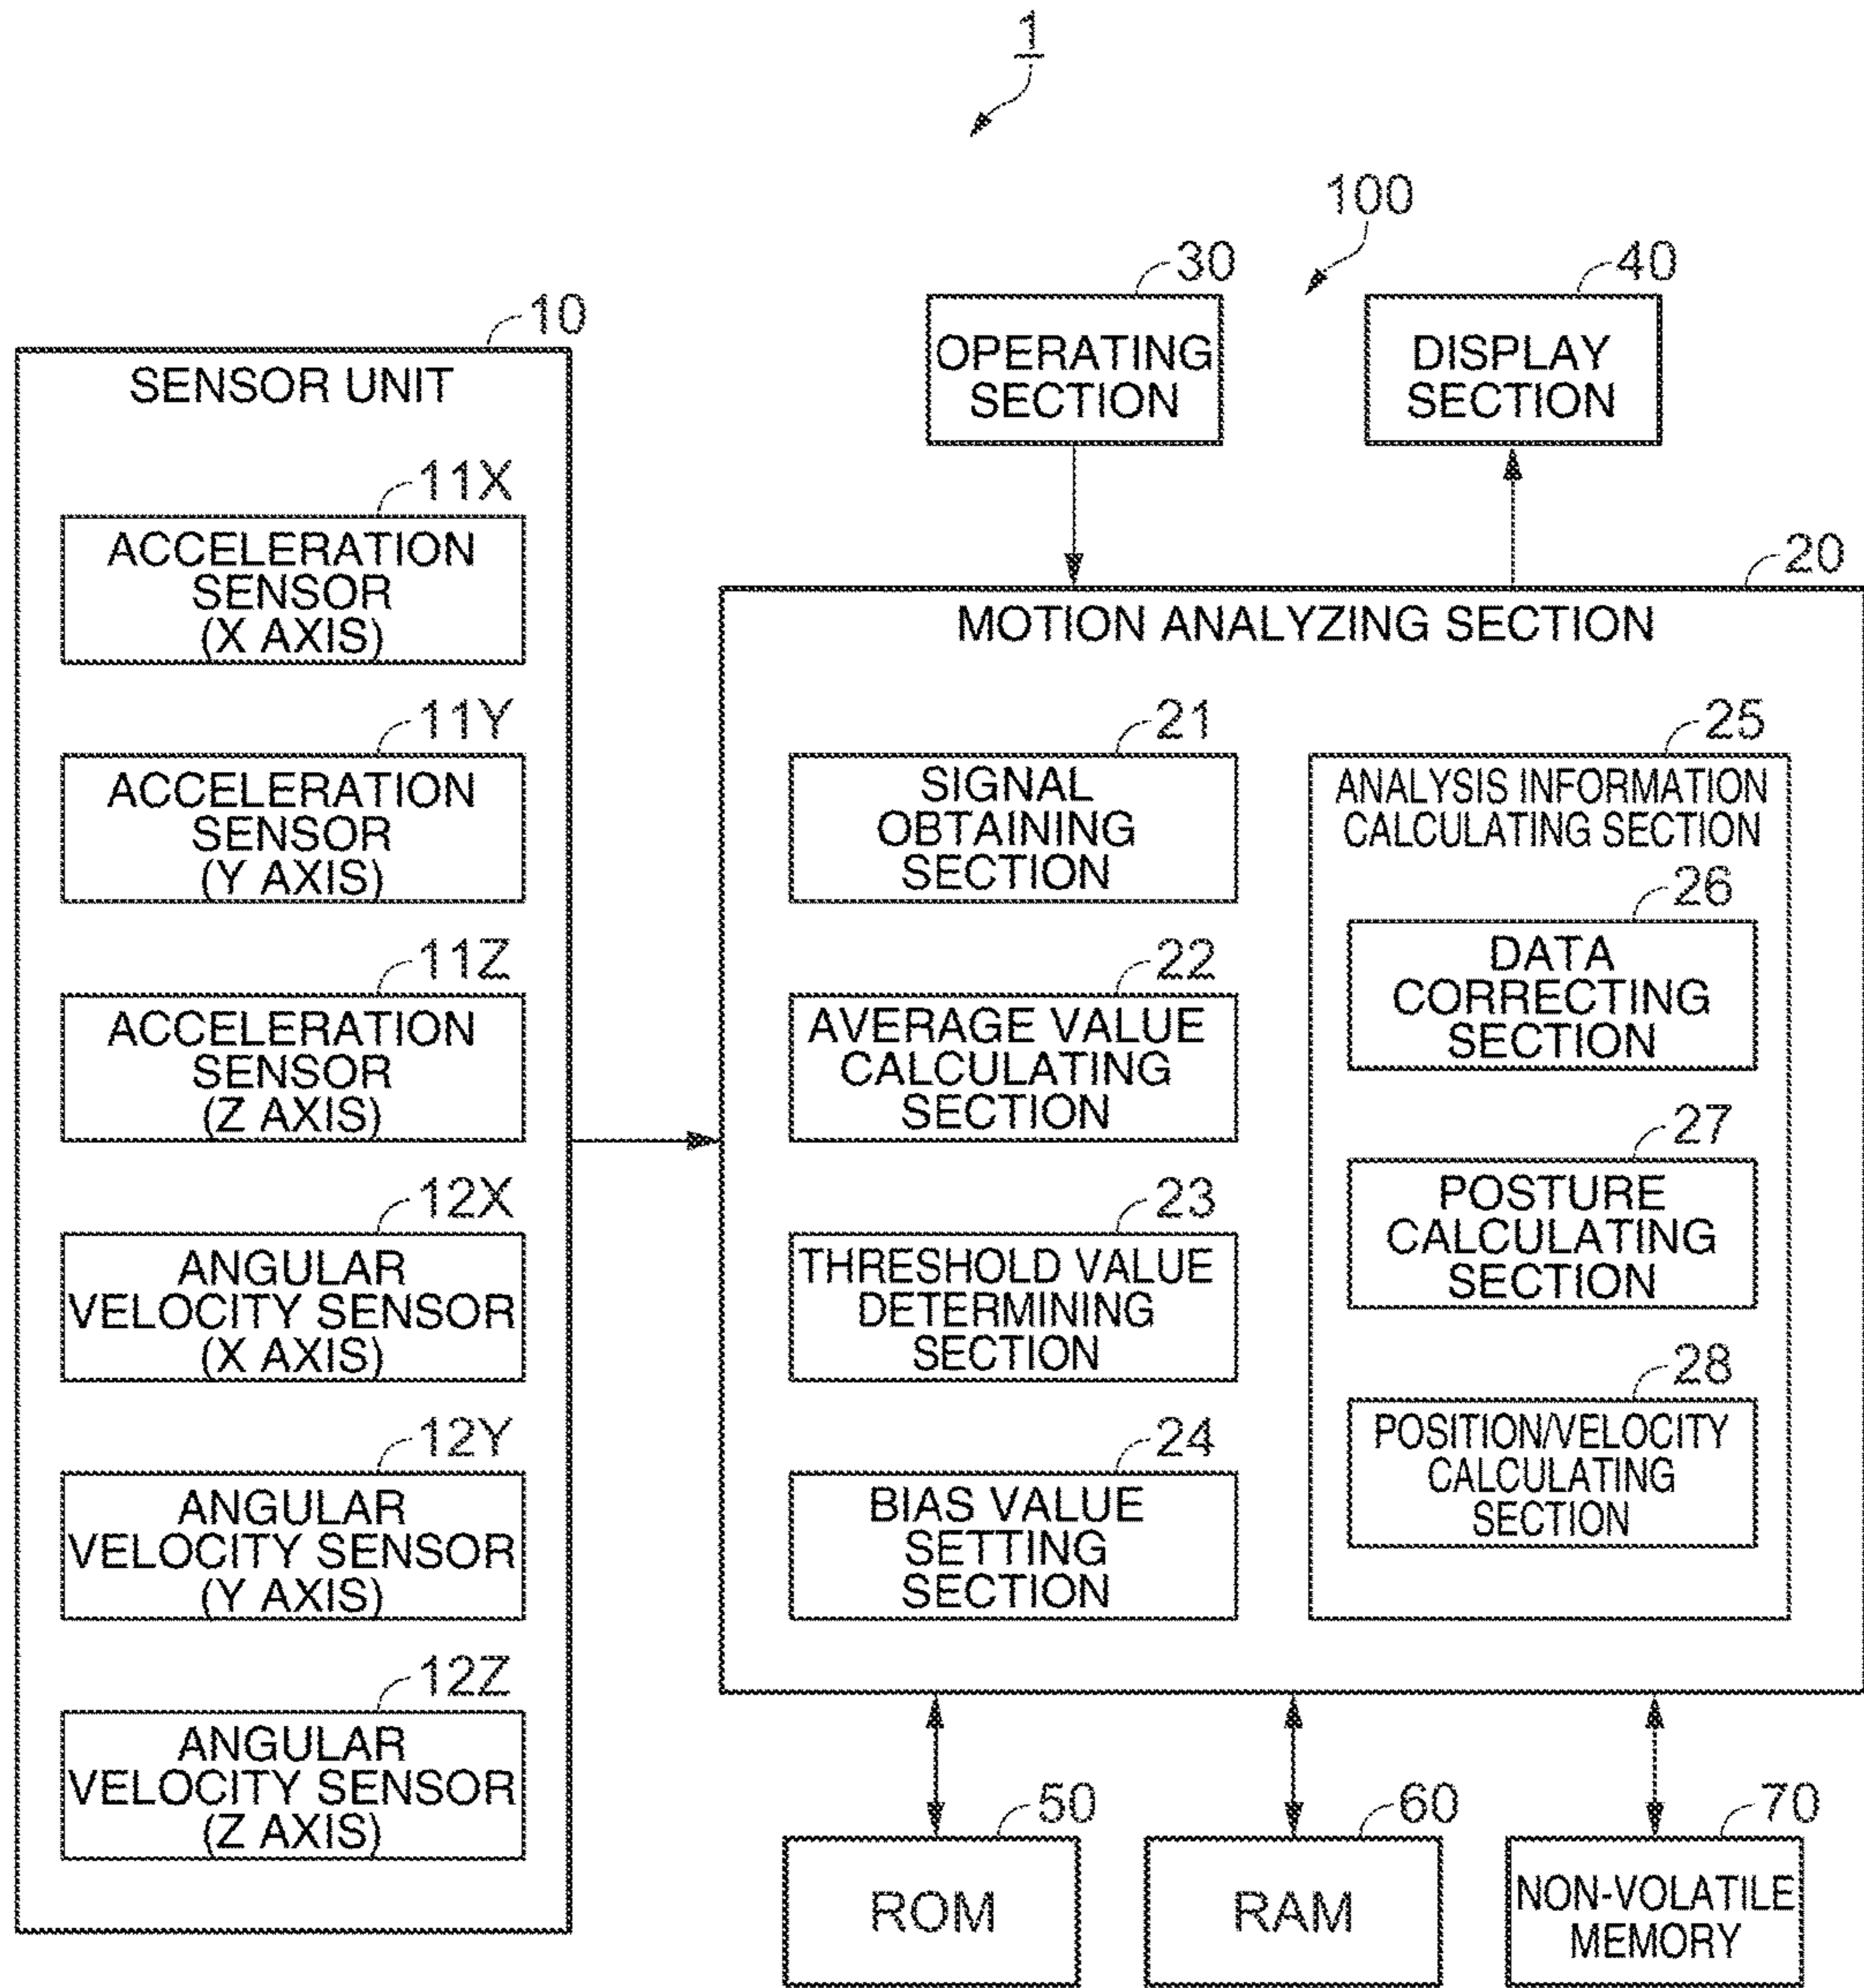 1
100
10
SENSOR UNIT
11X
ACCELERATION
SENSOR
(X AXIS)
11Y
ACCELERATION
SENSOR
(Y AXIS)
11Z
ACCELERATION
SENSOR
(Z AXIS)
12X
ANGULAR
VELOCITY SENSOR
(X AXIS)
12Y
ANGULAR
VELOCITY SENSOR
(Y AXIS)
12Z
ANGULAR
VELOCITY SENSOR
(Z AXIS)
30
OPERATING
SECTION
40
DISPLAY
SECTION
20
MOTION ANALYZING SECTION
21
SIGNAL
OBTAINING
SECTION
22
AVERAGE VALUE
CALCULATING
SECTION
23
THRESHOLD VALUE
DETERMINING
SECTION
24
BIAS VALUE
SETTING
SECTION
25
ANALYSIS INFORMATION
CALCULATING SECTION
26
DATA
CORRECTING
SECTION
27
POSTURE
CALCULATING
SECTION
28
POSITION/VELOCITY
CALCULATING
SECTION
50
ROM
60
RAM
70
NON-VOLATILE
MEMORY